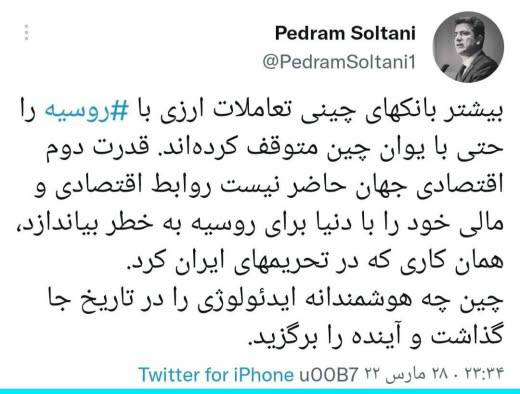 Pedram Soltani
@PedramSoltani1
بیشتر بانکهای چینی تعاملات ارزی با #روسیه را
حتی با یوان چین متوقف کرده‌اند. قدرت دوم
اقتصادی جهان حاضر نیست روابط اقتصادی و
مالی خود را با دنیا برای روسیه به خطر بیاندازد،
همان کاری که در تحریمهای ایران کرد.
چین چه هوشمندانه ایدئولوژی را در تاریخ جا
گذاشت و آینده را برگزید.
۲۳:۳۴ · ۲۸ مارس ۲۲ u00B7 Twitter for iPhone